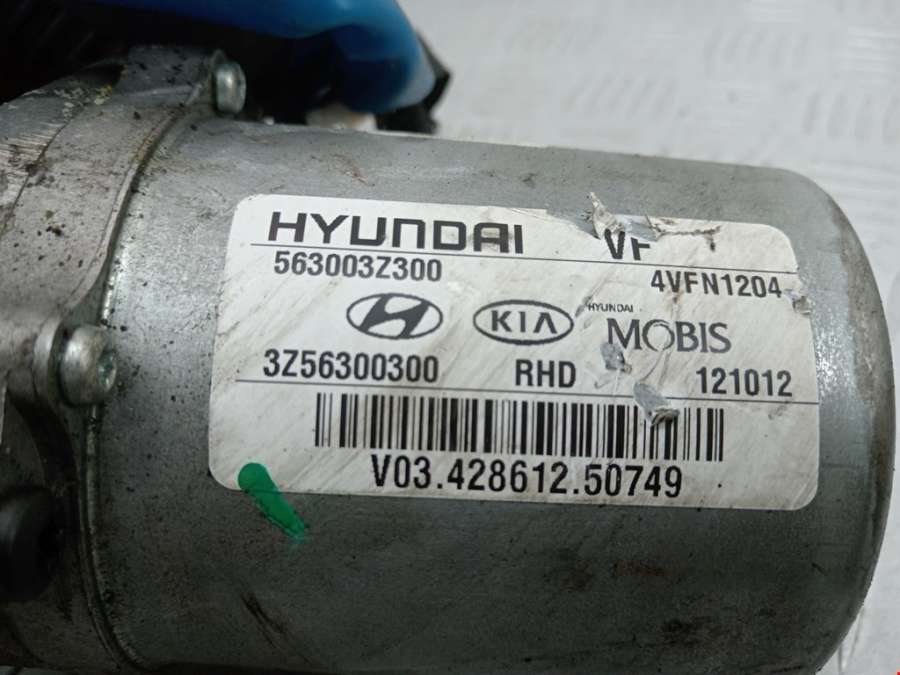 HYUNDAI VF
563003Z300 4VFN1204
KIA HYUNDAI MOBIS
3Z56300300 RHD 121012
V03.428612.50749